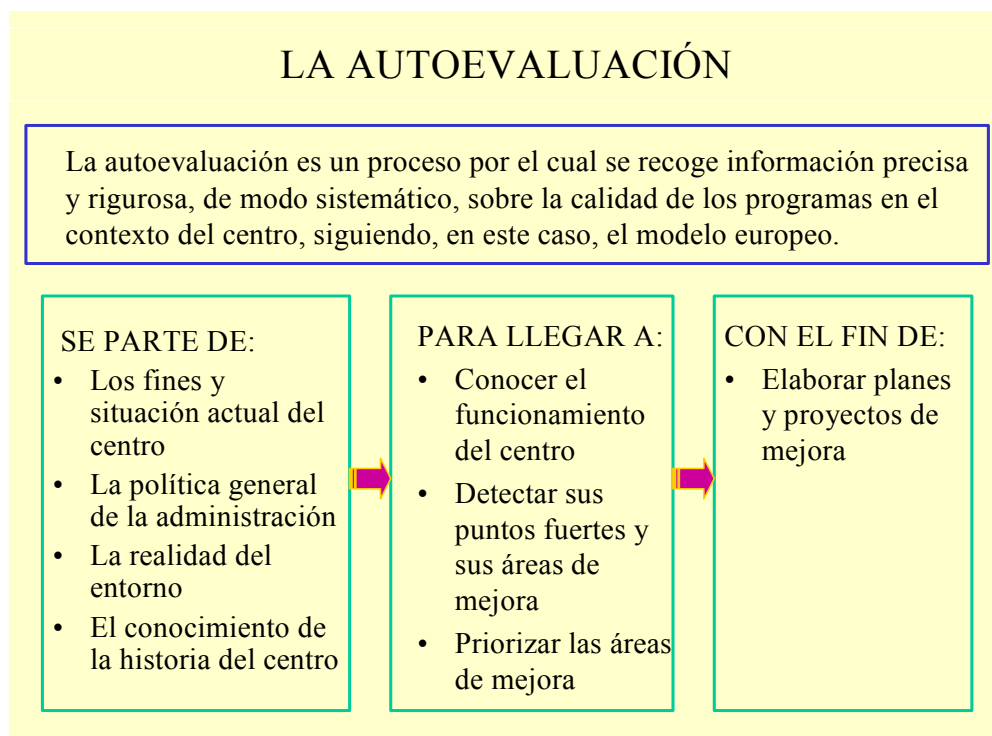 LA AUTOEVALUACIÓN
La autoevaluación es un proceso por el cual se recoge información precisa
y rigurosa, de modo sistemático, sobre la calidad de los programas en el
contexto del centro, siguiendo, en este caso, el modelo europeo.
SE PARTE DE:
• Los fines y
situación actual del
centro
• La política general
de la administración
• La realidad del
entorno
• El conocimiento de
la historia del centro
PARA LLEGAR A:
• Conocer el
funcionamiento
del centro
• Detectar sus
puntos fuertes y
sus áreas de
mejora
• Priorizar las áreas
de mejora
CON EL FIN DE:
• Elaborar planes
y proyectos de
mejora